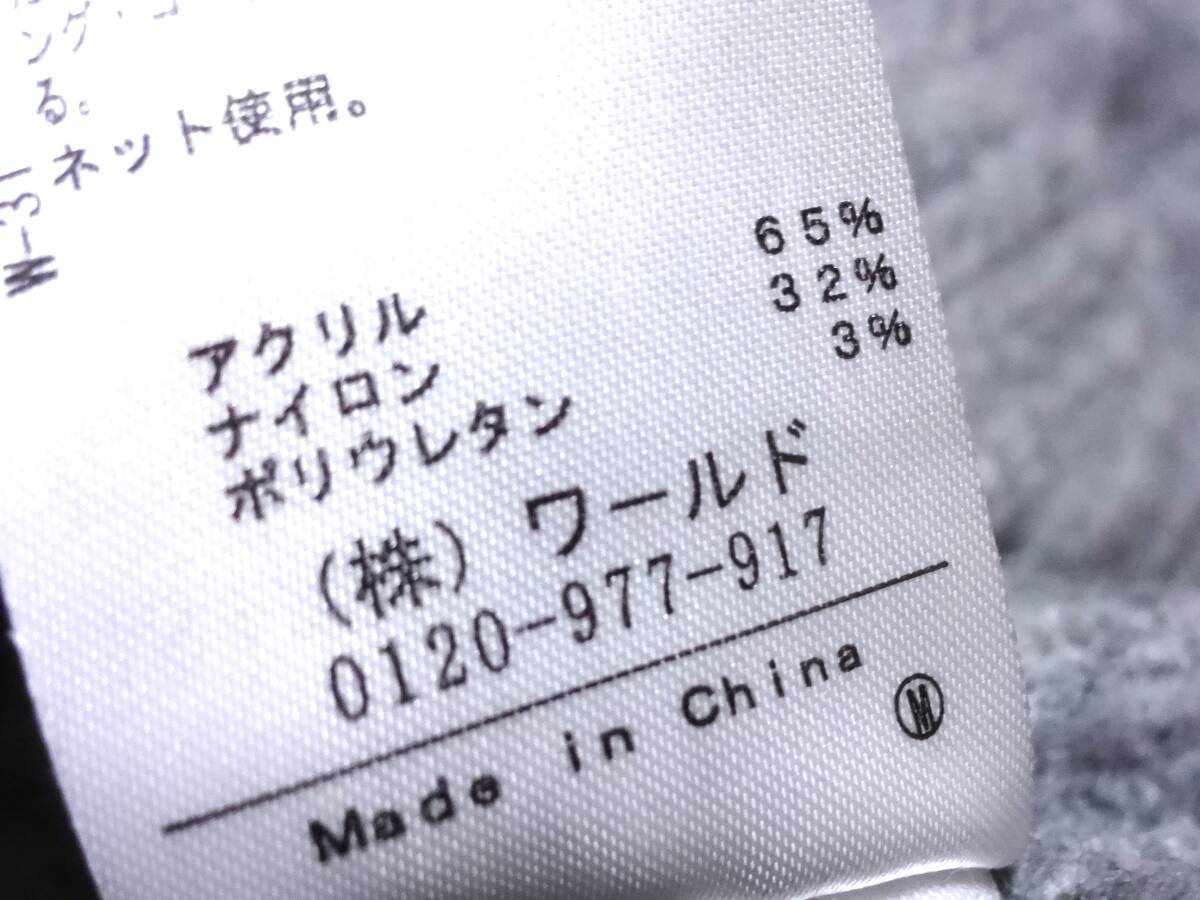 ング
る。
ネット使用。
アクリル 65%
ナイロン 32%
ポリウレタン 3%
(株) ワールド
0120-977-917
Made in China
Ⓜ